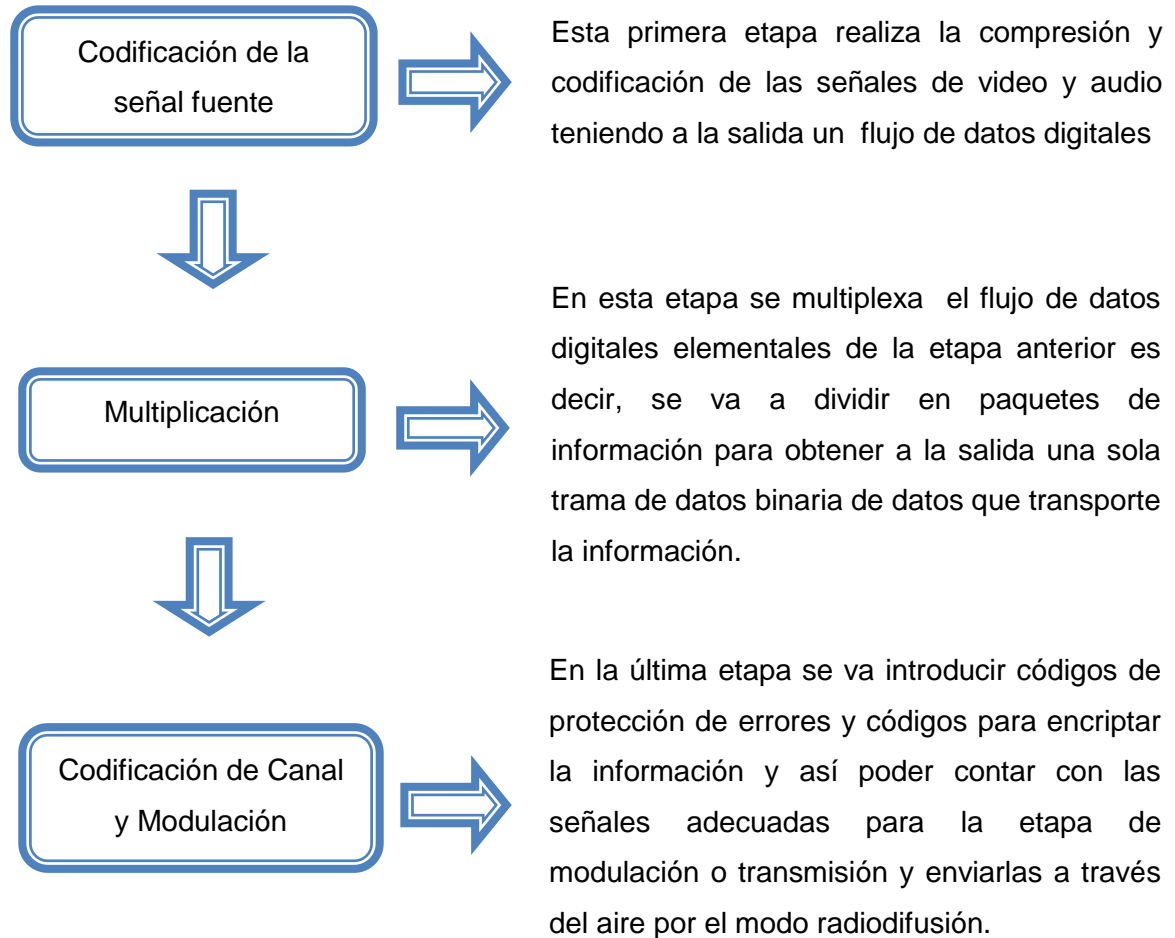 Codificación de la
señal fuente
Esta primera etapa realiza la compresión y
codificación de las señales de video y audio
teniendo a la salida un flujo de datos digitales
Multiplicación
En esta etapa se multiplexa el flujo de datos
digitales elementales de la etapa anterior es
decir, se va a dividir en paquetes de
información para obtener a la salida una sola
trama de datos binaria de datos que transporte
la información.
Codificación de Canal
y Modulación
En la última etapa se va introducir códigos de
protección de errores y códigos para encriptar
la información y así poder contar con las
señales adecuadas para la etapa de
modulación o transmisión y enviarlas a través
del aire por el modo radiodifusión.